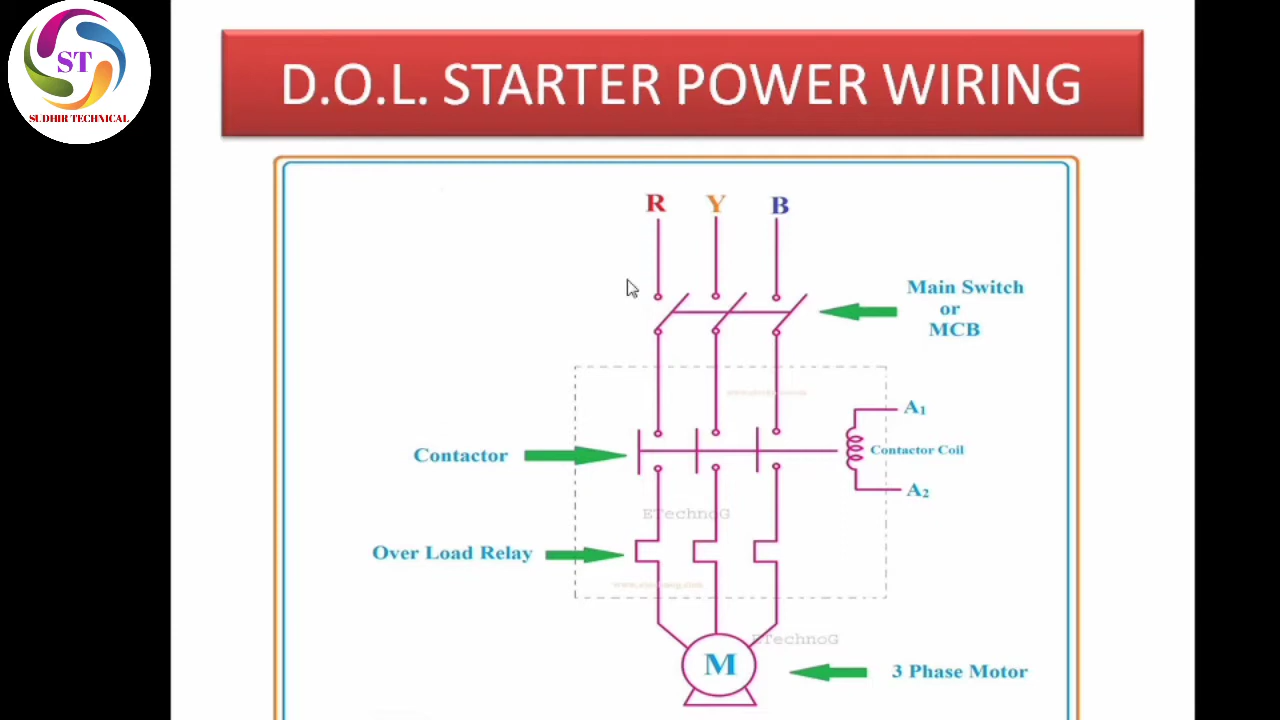 ST
SUDHIR TECHNICAL
D.O.L. STARTER POWER WIRING
R Y B
Main Switch
or
MCB
A1
Contactor
Contactor Coil
A2
ETechnoG
Over Load Relay
ETechnoG
M
3 Phase Motor